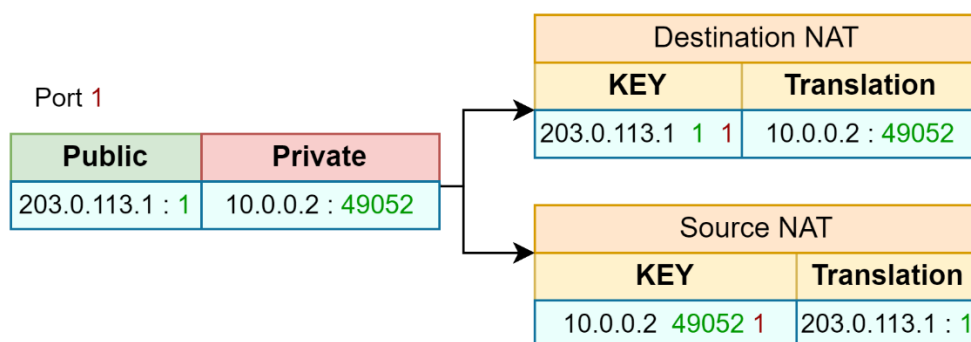 Port 1
Public Private
203.0.113.1 : 1 10.0.0.2 : 49052
Destination NAT
KEY Translation
203.0.113.1 1 1 10.0.0.2 : 49052
Source NAT
KEY Translation
10.0.0.2 49052 1 203.0.113.1 : 1